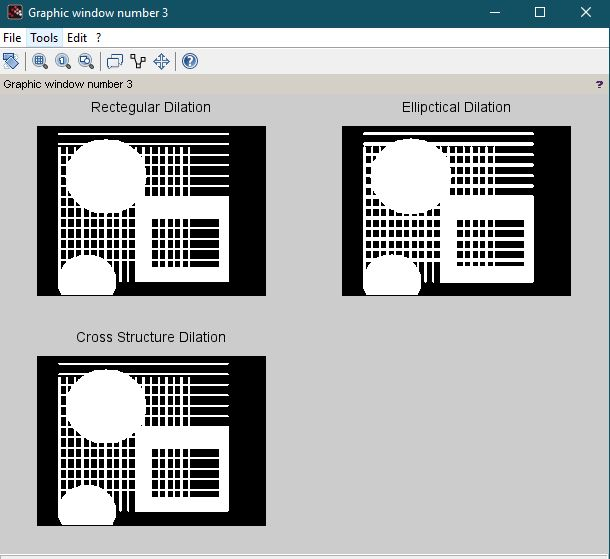 Graphic window number 3
File Tools Edit ?
Graphic window number 3 ?
Rectegular Dilation
Ellipctical Dilation
Cross Structure Dilation